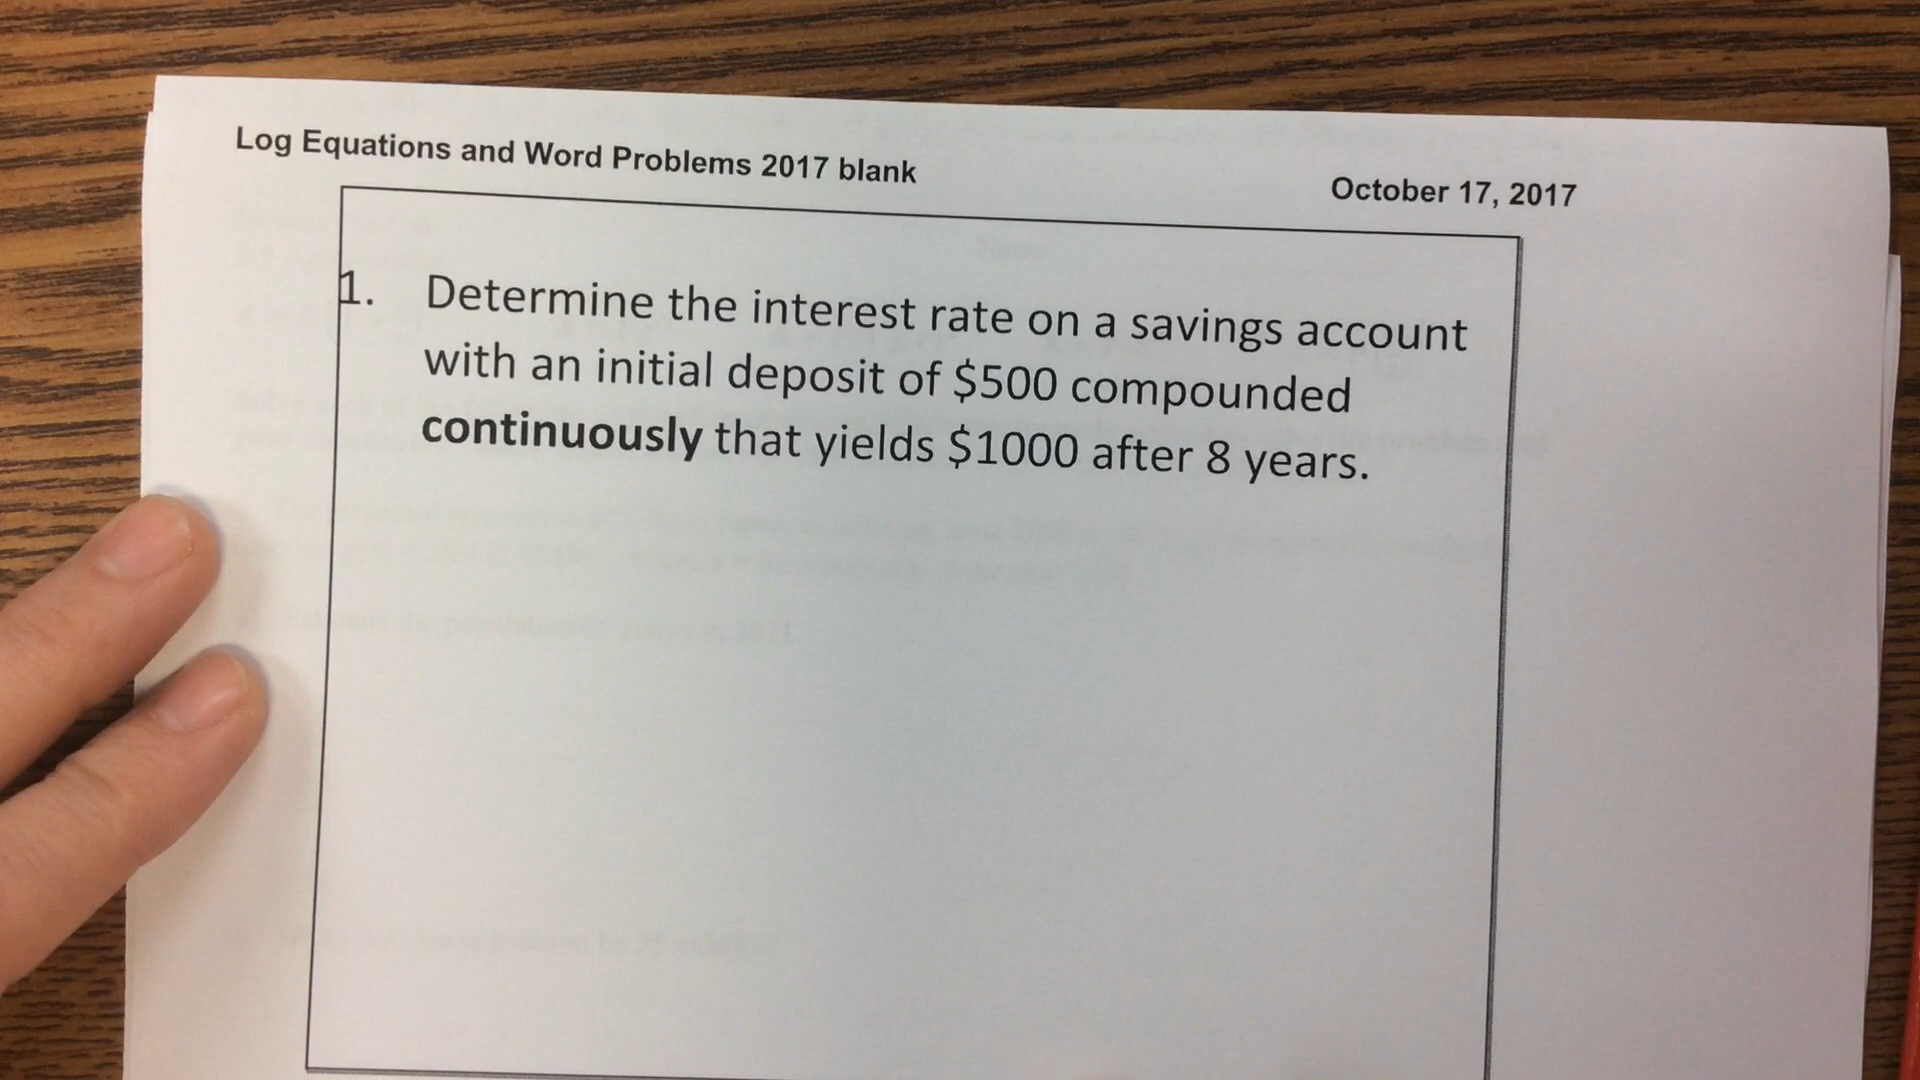 Log Equations and Word Problems 2017 blank
October 17, 2017
1. Determine the interest rate on a savings account
with an initial deposit of $500 compounded
continuously that yields $1000 after 8 years.